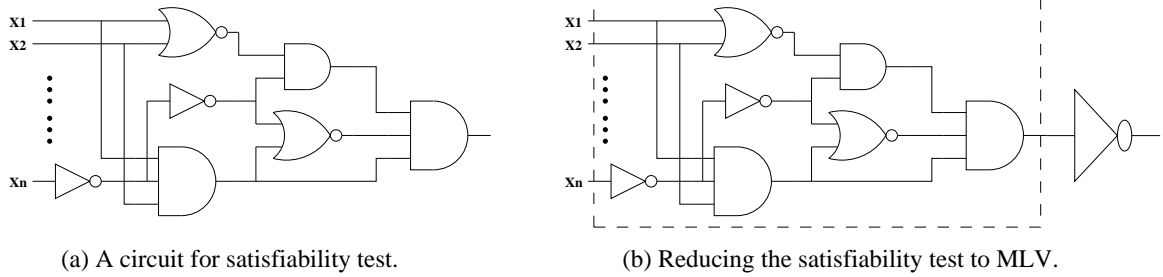 X1
X2
Xn
X1
X2
Xn
(a) A circuit for satisfiability test.
(b) Reducing the satisfiability test to MLV.